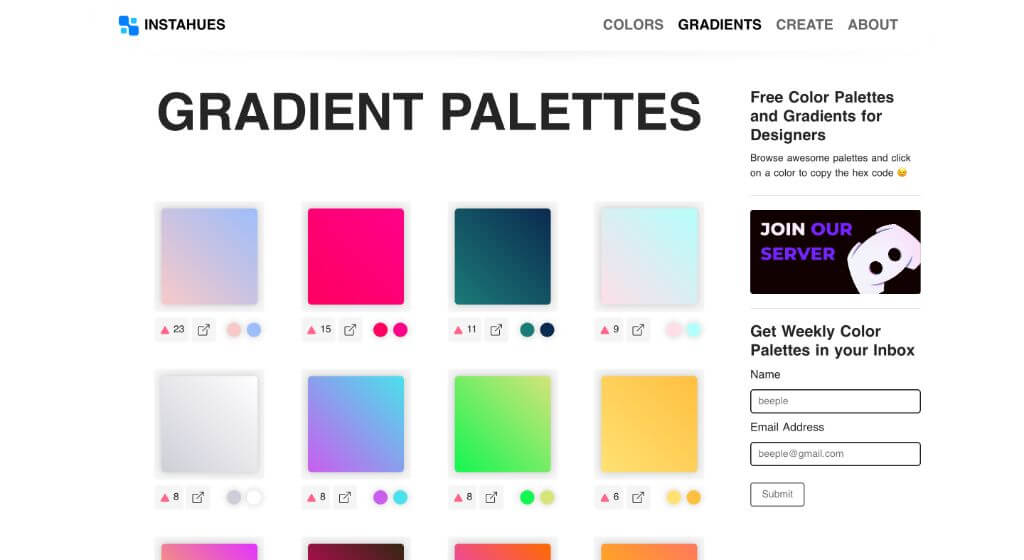 INSTAHUES
COLORS GRADIENTS CREATE ABOUT
GRADIENT PALETTES
23 15 11 9
8 8 8 6
Free Color Palettes
and Gradients for
Designers
Browse awesome palettes and click
on a color to copy the hex code 😉
JOIN OUR
SERVER
Get Weekly Color
Palettes in your Inbox
Name
beeple
Email Address
beeple@gmail.com
Submit